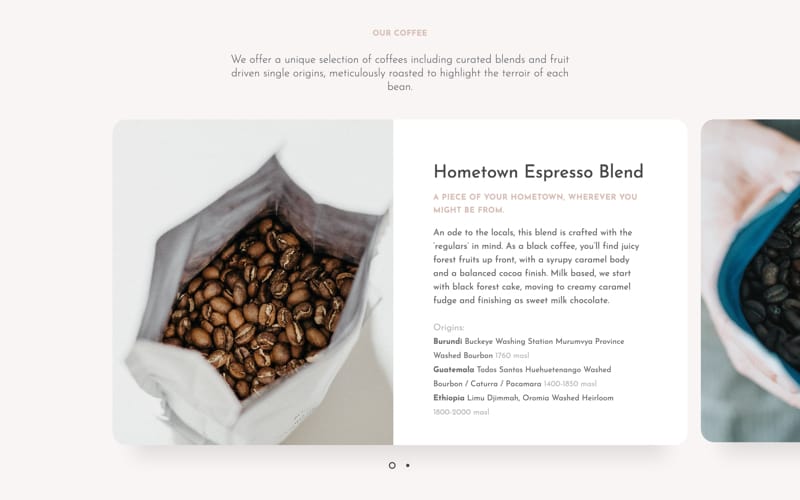 OUR COFFEE
We offer a unique selection of coffees including curated blends and fruit
driven single origins, meticulously roasted to highlight the terroir of each
bean.
Hometown Espresso Blend
A PIECE OF YOUR HOMETOWN, WHEREVER YOU
MIGHT BE FROM.
An ode to the locals, this blend is crafted with the
'regulars' in mind. As a black coffee, you'll find juicy
forest fruits up front, with a syrupy caramel body
and a balanced cocoa finish. Milk based, we start
with black forest cake, moving to creamy caramel
fudge and finishing as sweet milk chocolate.
Origins:
Burundi Buckeye Washing Station Murumvya Province
Washed Bourbon 1760 masl
Guatemala Todos Santos Huehuetenango Washed
Bourbon / Caturra / Pacamara 1400-1850 masl
Ethiopia Limu Djimmah, Oromia Washed Heirloom
1800-2000 masl